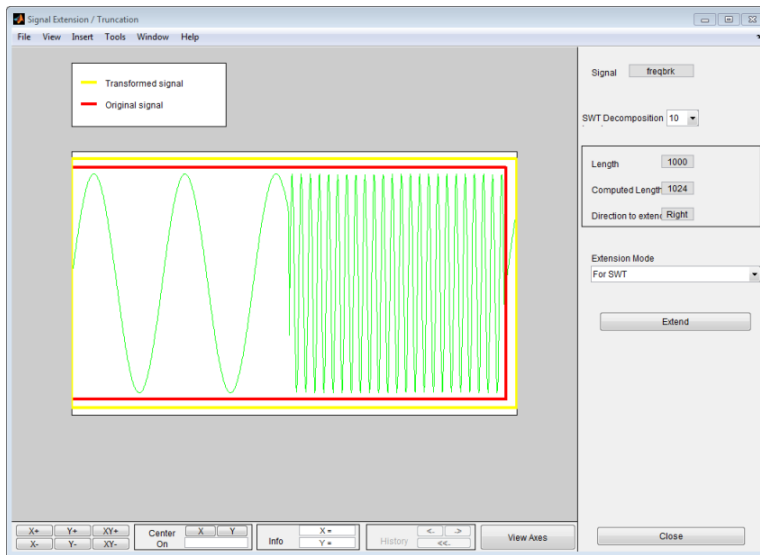 Signal Extension / Truncation
File View Insert Tools Window Help
Transformed signal
Original signal
Signal freqbrk
SWT Decomposition 10
Length 1000
Computed Length 1024
Direction to extend Right
Extension Mode
For SWT
Extend
X+ Y+ XY+
X- Y- XY-
Center
On
X Y
Info
X =
Y =
History
<- ->
<<-
View Axes
Close